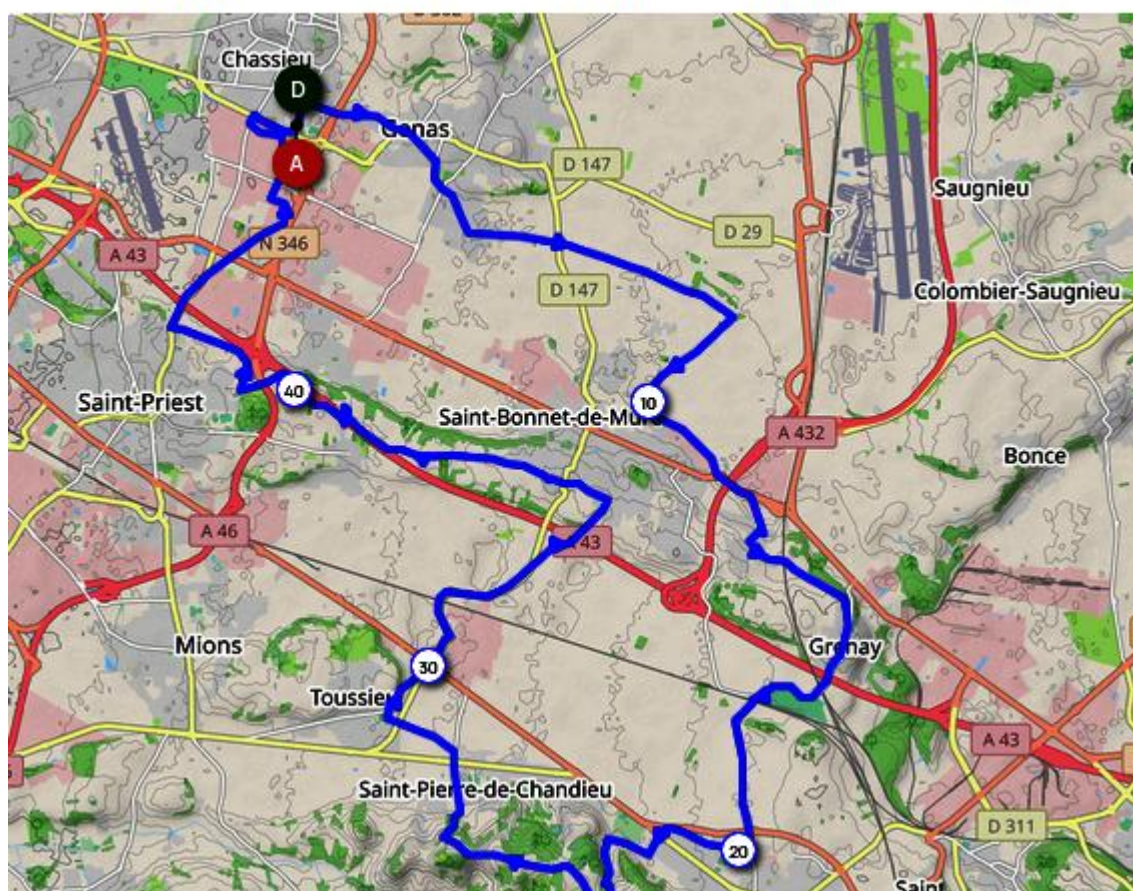 Chassieu
D
Genas
A
D 147
Saugnieu
D 29
N 346
A 43
D 147
Colombier-Saugnieu
40
Saint-Priest
10
Saint-Bonnet-de-Mure
A 432
Bonce
A 46
A 43
Mions
Grenay
30
Toussieu
A 43
Saint-Pierre-de-Chandieu
D 311
20
Saint